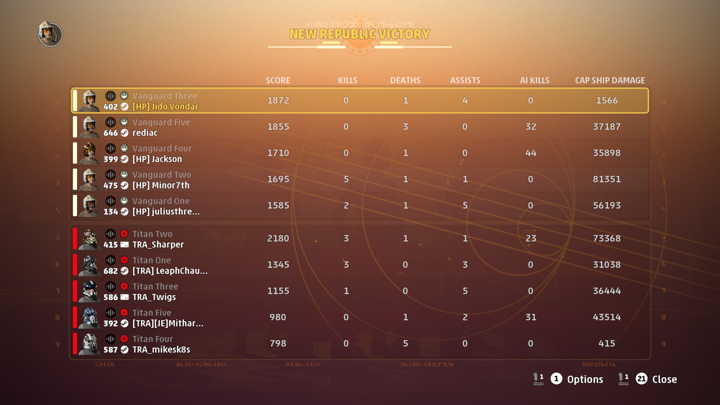 NEW REPUBLIC VICTORY
SCORE KILLS DEATHS ASSISTS AI KILLS CAP SHIP DAMAGE
Vanguard Three
402 [HP] Iido Vondar 1872 0 1 4 0 1566
Vanguard Five
646 rediac 1855 0 3 0 32 37187
Vanguard Four
399 [HP] Jackson 1710 0 1 0 44 35898
Vanguard Two
475 [HP] Minor7th 1695 5 1 1 0 81351
Vanguard One
134 [HP] juliusthre... 1585 2 1 5 0 56193
Titan Two
415 TRA_Sharper 2180 3 1 1 23 73368
Titan One
682 [TRA] LeaphChau... 1345 3 0 3 0 31038
Titan Three
586 TRA_Twigs 1155 1 0 5 0 36444
Titan Five
392 [TRA][JE]Mithar... 980 0 1 2 31 43514
Titan Four
587 TRA_mikesk8s 798 0 5 0 0 415
1 1 Options 1 21 Close